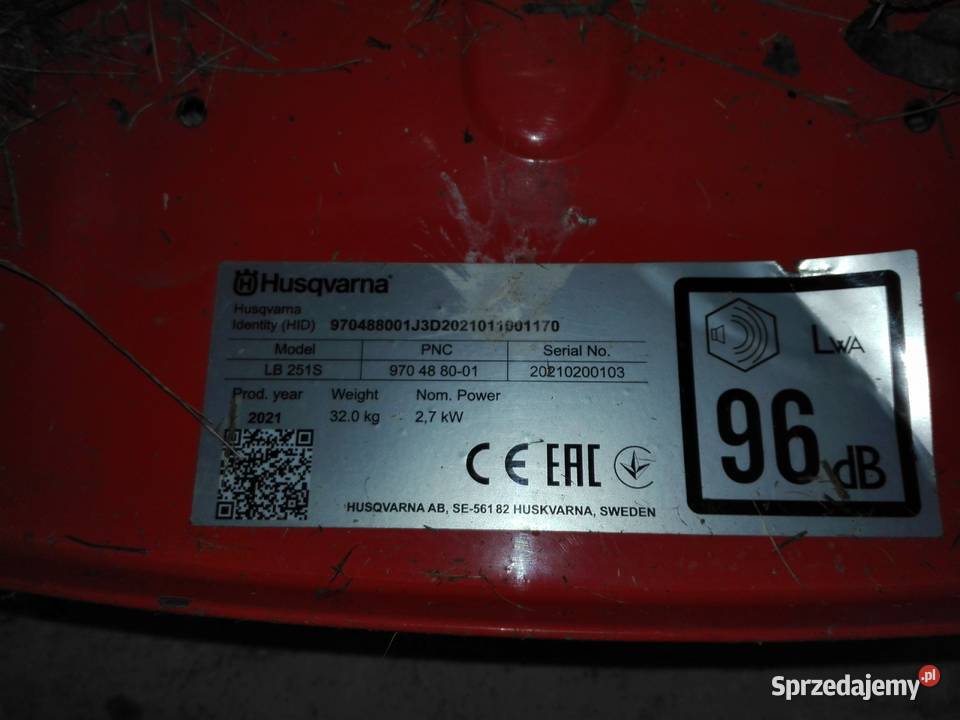 Husqvarna
Husqvarna
Identity (HID) 970488001J3D2021011901170
Model PNC Serial No.
LB 251S 970 48 80-01 20210200103
Prod. year Weight Nom. Power
2021 32.0 kg 2,7 kW
CE EAC
HUSQVARNA AB, SE-561 82 HUSKVARNA, SWEDEN
LWA
96 dB
Sprzedajemy.pl